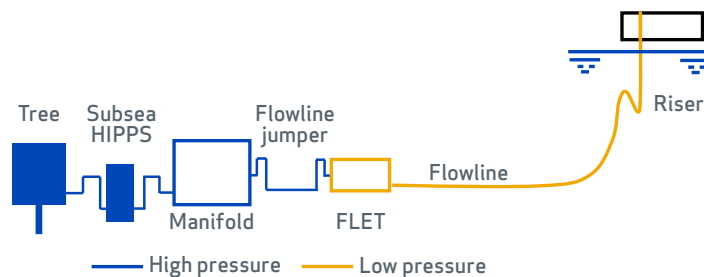 Tree
Subsea
HIPPS
Flowline
jumper
Riser
Manifold
FLET
Flowline
High pressure
Low pressure